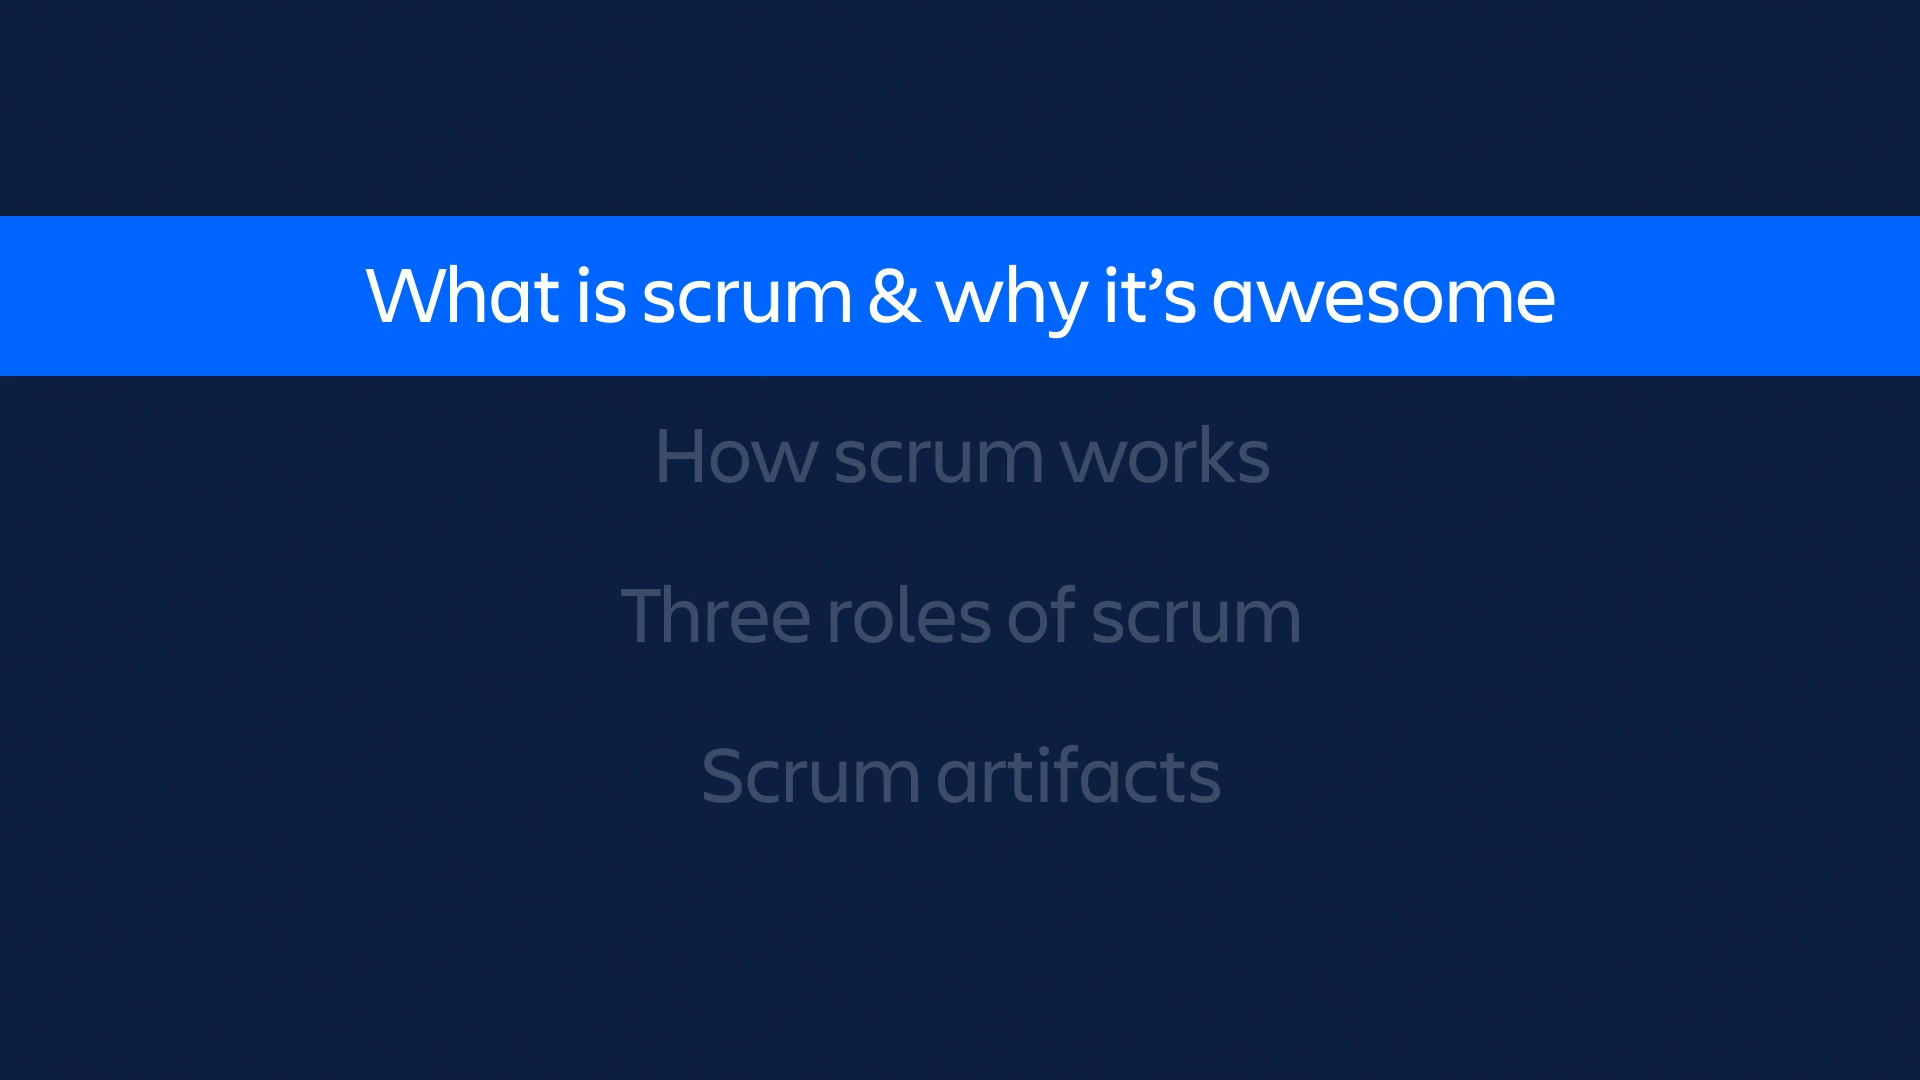 What is scrum & why it’s awesome
How scrum works
Three roles of scrum
Scrum artifacts